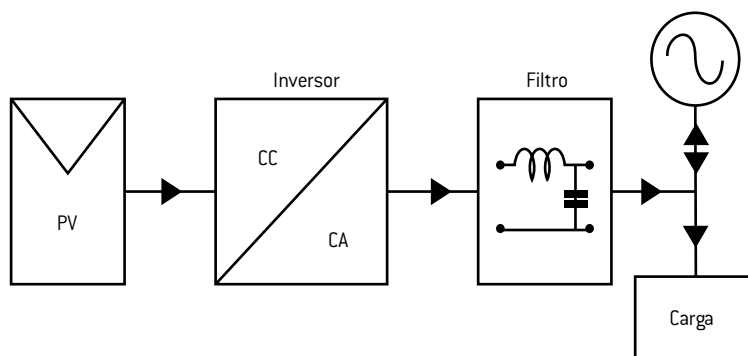 Inversor
Filtro
CC
PV
CA
Carga